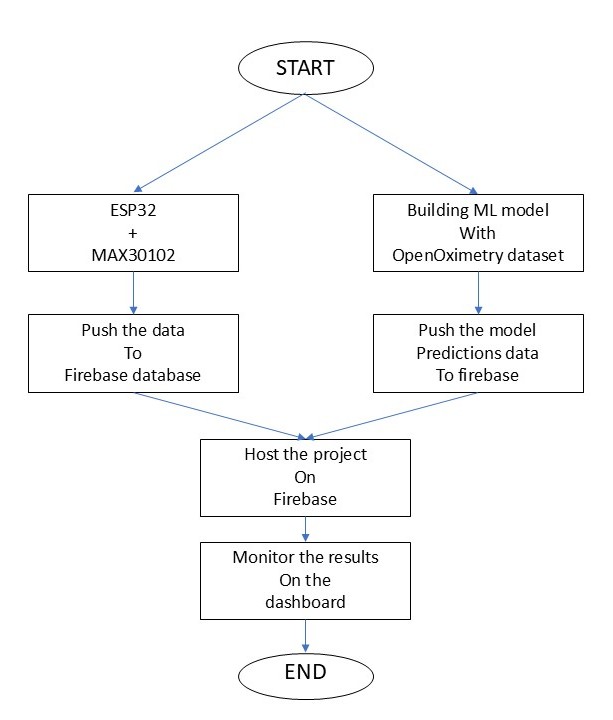 START
ESP32
+
MAX30102
Building ML model
With
OpenOximetry dataset
Push the data
To
Firebase database
Push the model
Predictions data
To firebase
Host the project
On
Firebase
Monitor the results
On the
dashboard
END